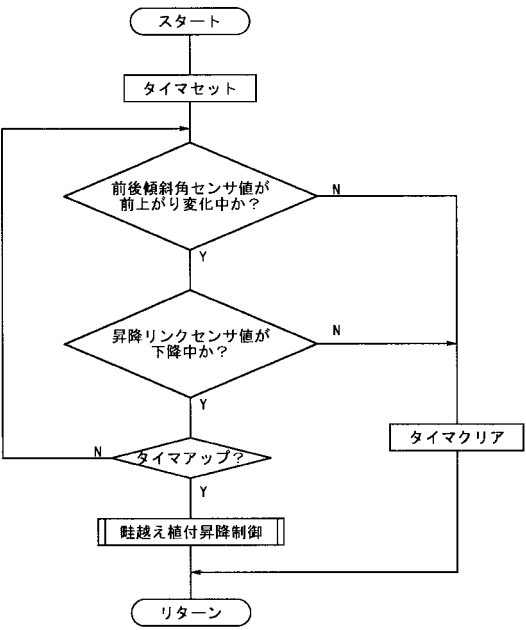 スタート
タイマセット
前後傾斜角センサ値が
前上がり変化中か？
N
Y
昇降リンクセンサ値が
下降中か？
N
Y
タイマクリア
タイマアップ？
N
Y
畦越え植付昇降制御
リターン